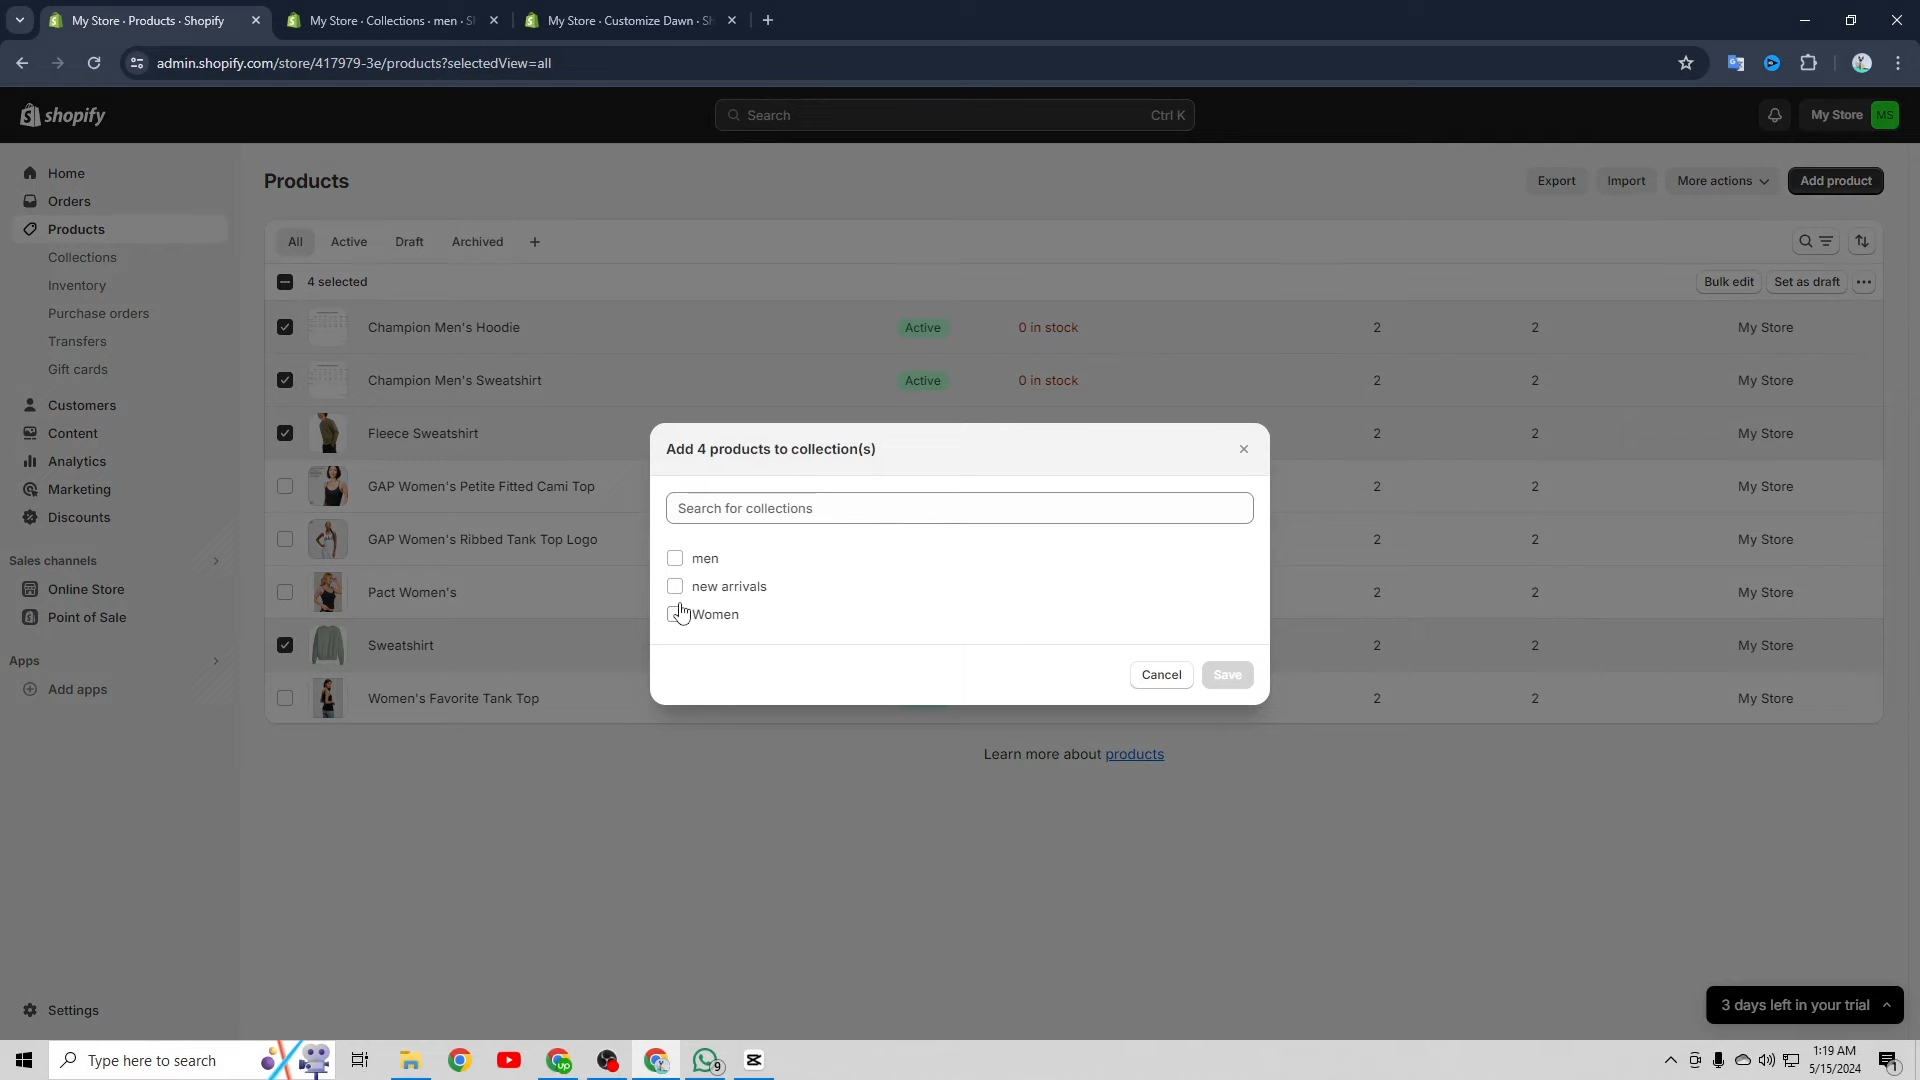 My Store · Products · Shopify
My Store · Collections · men · S
My Store · Customize Dawn · Sh
admin.shopify.com/store/417979-3e/products?selectedView=all
shopify
Search
Ctrl K
My Store
MS
Home
Orders
Products
Collections
Inventory
Purchase orders
Transfers
Gift cards
Customers
Content
Analytics
Marketing
Discounts
Sales channels
Online Store
Point of Sale
Apps
Add apps
Settings
Products
Export
Import
More actions
Add product
All
Active
Draft
Archived
4 selected
Bulk edit
Set as draft
Champion Men's Hoodie
Active
0 in stock
2
2
My Store
Champion Men's Sweatshirt
Active
0 in stock
2
2
My Store
Fleece Sweatshirt
2
2
My Store
GAP Women's Petite Fitted Cami Top
2
2
My Store
GAP Women's Ribbed Tank Top Logo
2
2
My Store
Pact Women's
2
2
My Store
Sweatshirt
2
2
My Store
Women's Favorite Tank Top
2
2
My Store
Add 4 products to collection(s)
Search for collections
men
new arrivals
Women
Cancel
Save
Learn more about products
3 days left in your trial
Type here to search
up
9
1:19 AM
5/15/2024
1